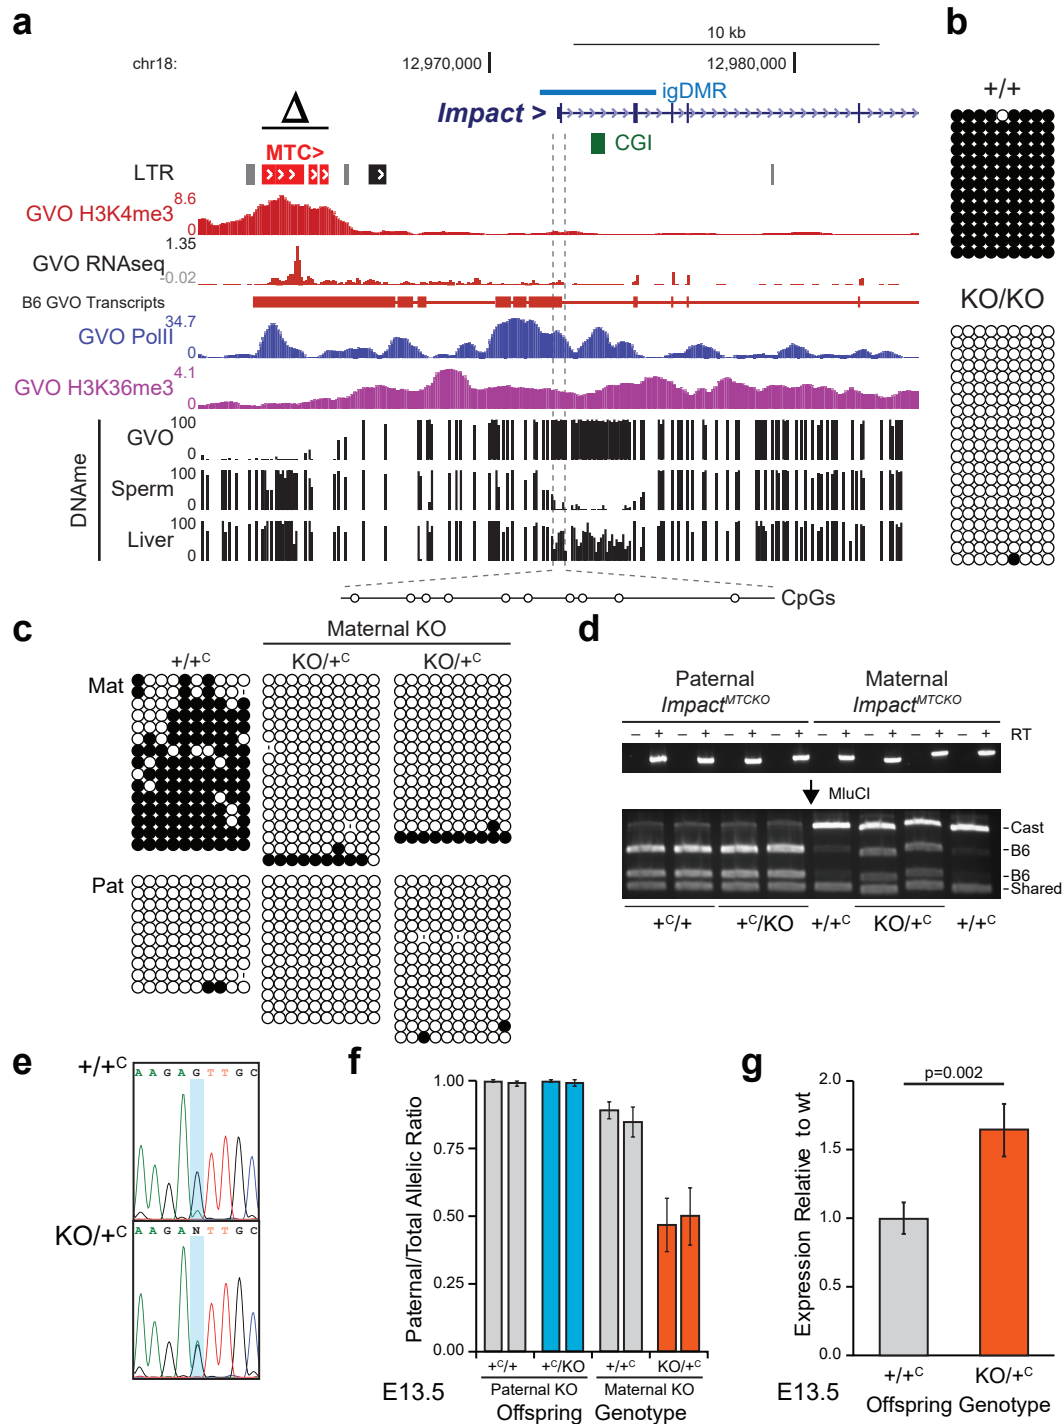 a
10 kb
chr18:
12,970,000
12,980,000
igDMR
Δ
Impact >
CGI
MTC>
LTR
GVO H3K4me3
8.6
0
GVO RNAseq
1.35
-0.02
B6 GVO Transcripts
GVO PolII
34.7
0
GVO H3K36me3
4.1
0
DNAme
GVO
100
0
Sperm
100
0
Liver
100
0
CpGs
b
+/+
KO/KO
c
Maternal KO
+/+C
KO/+C
KO/+C
Mat
Pat
d
Paternal
ImpactMTCKO
Maternal
ImpactMTCKO
– + – + – + – + – + – + – + – +
RT
MluCI
Cast
B6
B6
Shared
+C/+
+C/KO
+/+C
KO/+C
+/+C
e
+/+C
A A G A G T T G C
KO/+C
A A G A N T T G C
f
Paternal/Total Allelic Ratio
1.00
0.75
0.50
0.25
0.00
+C/+
+C/KO
+/+C
KO/+C
Paternal KO
Maternal KO
E13.5
Offspring Genotype
g
Expression Relative to wt
2.0
1.5
1.0
0.5
0.0
p=0.002
+/+C
KO/+C
E13.5
Offspring Genotype